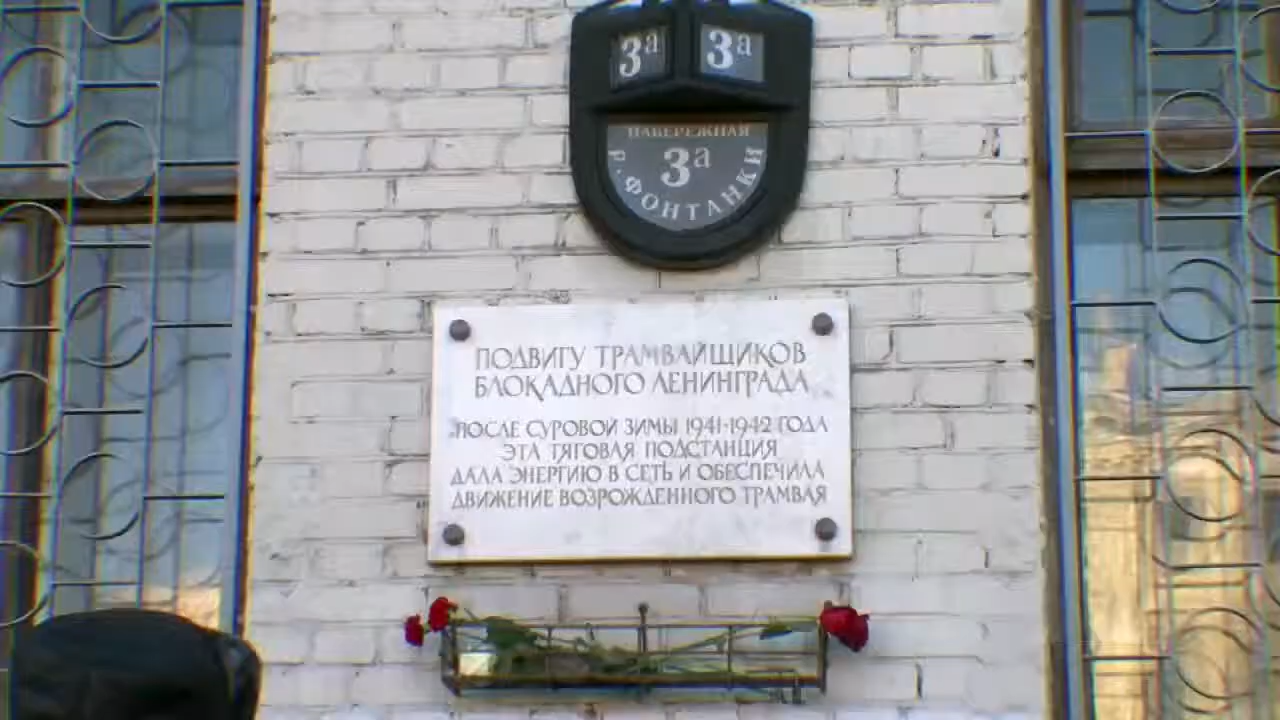 3а 3а
НАБЕРЕЖНАЯ
3а
Р. ФОНТАНКИ
ПОДВИГУ ТРАМВАЙЩИКОВ
БЛОКАДНОГО ЛЕНИНГРАДА
ПОСЛЕ СУРОВОЙ ЗИМЫ 1941-1942 ГОДА
ЭТА ТЯГОВАЯ ПОДСТАНЦИЯ
ДАЛА ЭНЕРГИЮ В СЕТЬ И ОБЕСПЕЧИЛА
ДВИЖЕНИЕ ВОЗРОЖДЕННОГО ТРАМВАЯ